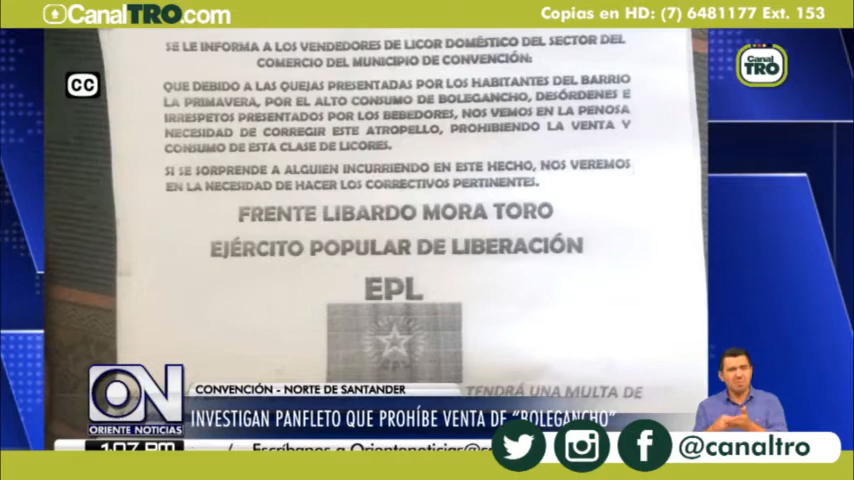 CanalTRO.com
Copias en HD: (7) 6481177 Ext. 153
CC
Canal
TRO
SE LE INFORMA A LOS VENDEDORES DE LICOR DOMÉSTICO DEL SECTOR DEL
COMERCIO DEL MUNICIPIO DE CONVENCIÓN:
QUE DEBIDO A LAS QUEJAS PRESENTADAS POR LOS HABITANTES DEL BARRIO
LA PRIMAVERA, POR EL ALTO CONSUMO DE BOLEGANCHO, DESÓRDENES E
IRRESPETOS PRESENTADOS POR LOS BEBEDORES, NOS VEMOS EN LA PENOSA
NECESIDAD DE CORREGIR ESTE ATROPELLO, PROHIBIENDO LA VENTA Y
CONSUMO DE ESTA CLASE DE LICORES.
SI SE SORPRENDE A ALGUIEN INCURRIENDO EN ESTE HECHO, NOS VEREMOS
EN LA NECESIDAD DE HACER LOS CORRECTIVOS PERTINENTES.
FRENTE LIBARDO MORA TORO
EJÉRCITO POPULAR DE LIBERACIÓN
EPL
EPL
TENDRÁ UNA MULTA DE
ON
ORIENTE NOTICIAS
CONVENCIÓN - NORTE DE SANTANDER
INVESTIGAN PANFLETO QUE PROHÍBE VENTA DE "BOLEGANCHO"
1:07 PM
Escríbanos a Orientenoticias@c
@canaltro